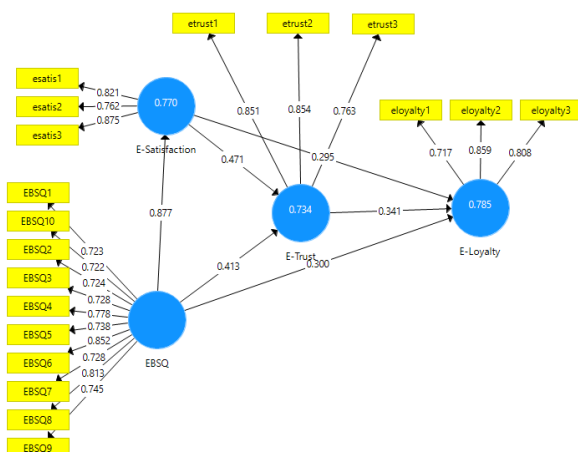 etrust1
etrust2
etrust3
0.851
0.854
0.763
esatis1
esatis2
esatis3
0.821
0.762
0.875
0.770
E-Satisfaction
eloyalty1
eloyalty2
eloyalty3
0.717
0.859
0.808
0.471
0.295
0.877
0.734
E-Trust
0.341
0.785
E-Loyalty
0.413
0.300
EBSQ1
EBSQ10
EBSQ2
EBSQ3
EBSQ4
EBSQ5
EBSQ6
EBSQ7
EBSQ8
EBSQ9
0.723
0.722
0.724
0.728
0.778
0.738
0.852
0.728
0.813
0.745
EBSQ